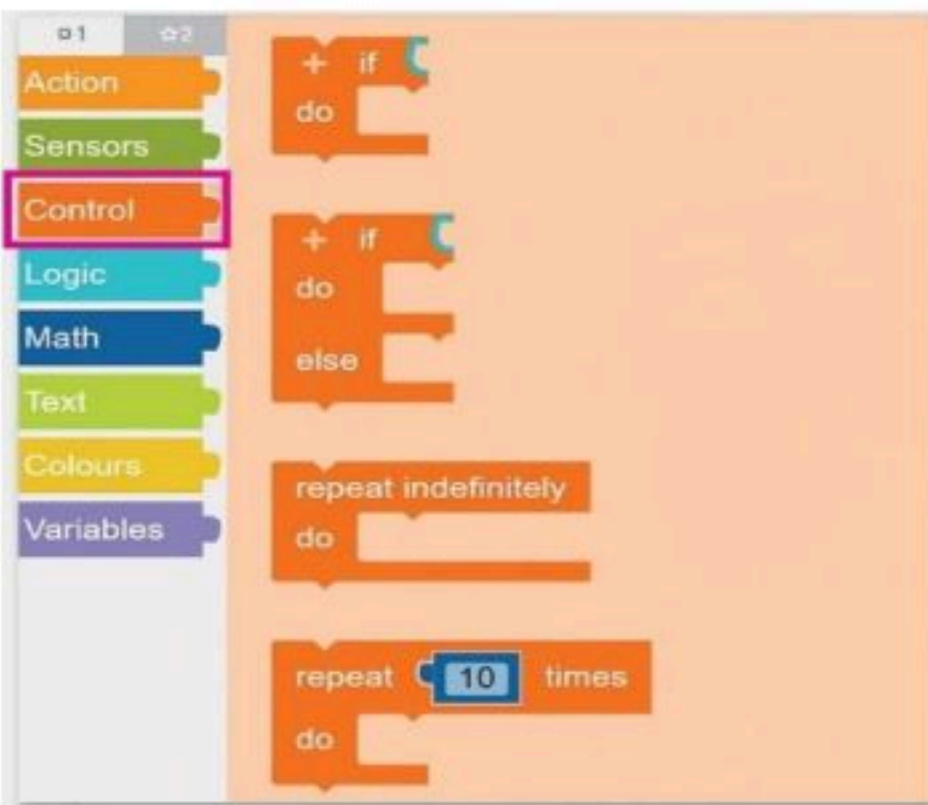 1 2
Action
Sensors
Control
Logic
Math
Text
Colours
Variables
+ if
do
+ if
do
else
repeat indefinitely
do
repeat 10 times
do